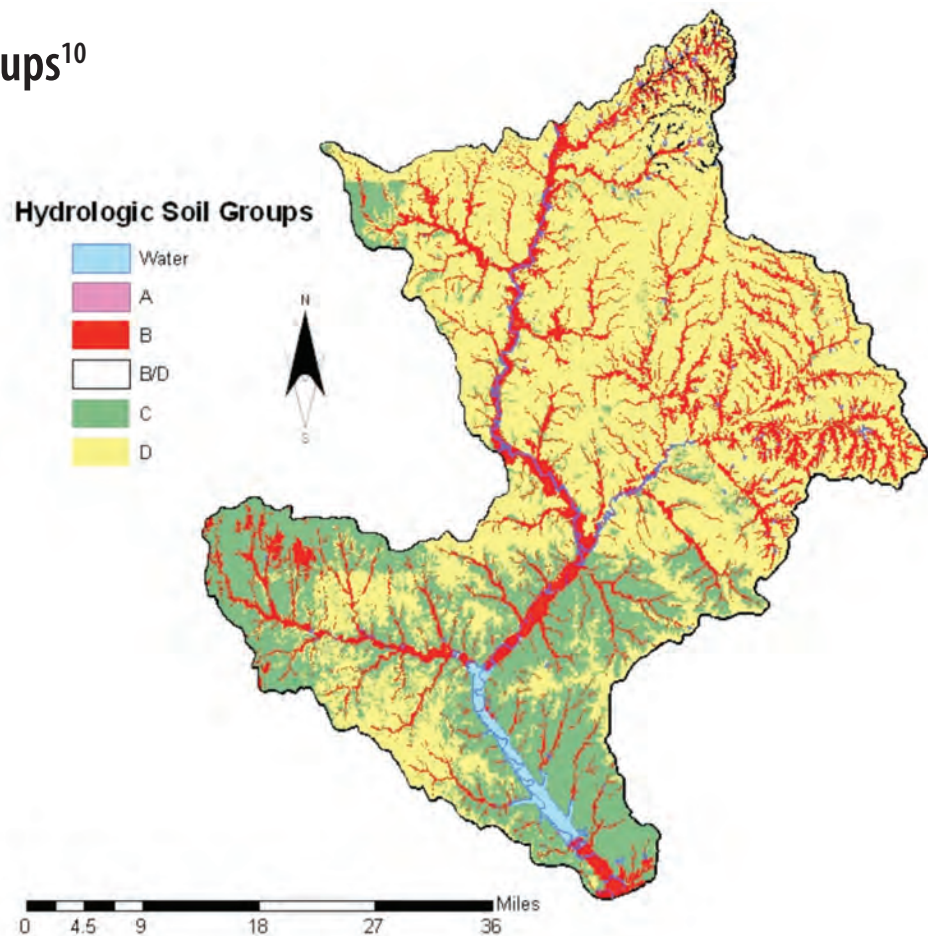 ups10
Hydrologic Soil Groups
Water
A
B
B/D
C
D
N
S
Miles
0 4.5 9 18 27 36